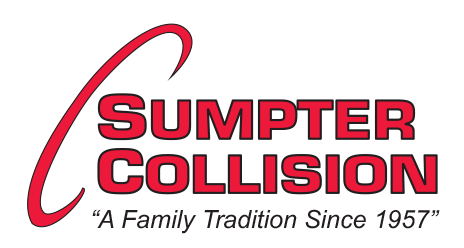 SUMPTER
COLLISION
“A Family Tradition Since 1957”